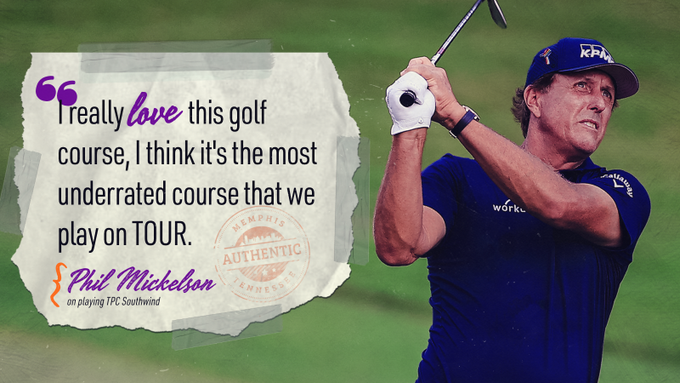 “I really love this golf
course, I think it's the most
underrated course that we
play on TOUR.
Phil Mickelson
on playing TPC Southwind
MEMPHIS
AUTHENTIC
TENNESSEE
KPMG
Callaway